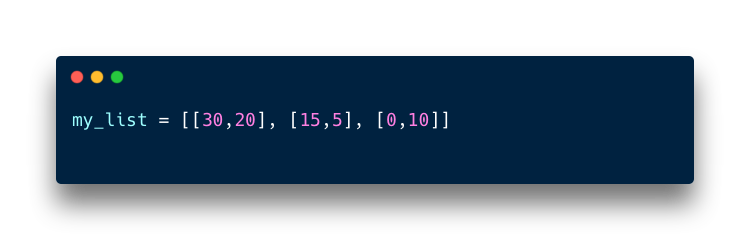 my_list = [[30,20], [15,5], [0,10]]